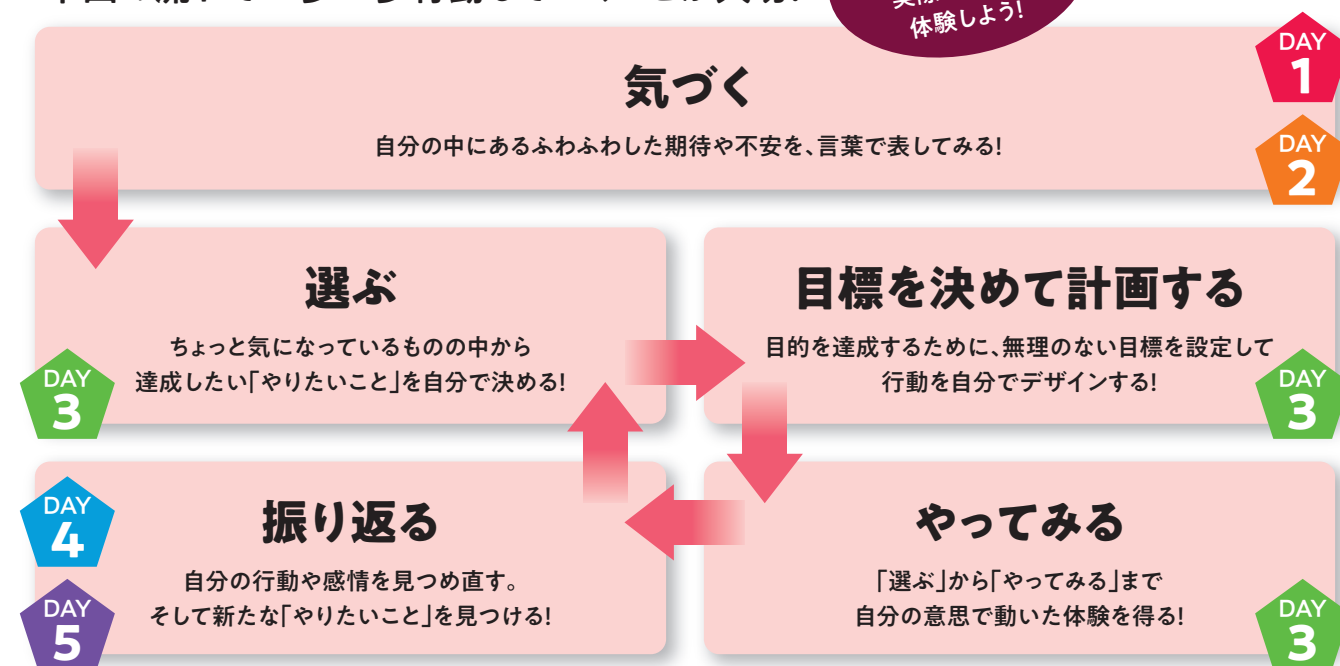 体験しよう!
気づく
自分の中にあるふわふわした期待や不安を、言葉で表してみる!
DAY
1
DAY
2
選ぶ
ちょっと気になっているものの中から
達成したい「やりたいこと」を自分で決める!
DAY
3
目標を決めて計画する
目的を達成するために、無理のない目標を設定して
行動を自分でデザインする!
DAY
3
やってみる
「選ぶ」から「やってみる」まで
自分の意思で動いた体験を得る!
DAY
3
振り返る
自分の行動や感情を見つめ直す。
そして新たな「やりたいこと」を見つける!
DAY
4
DAY
5